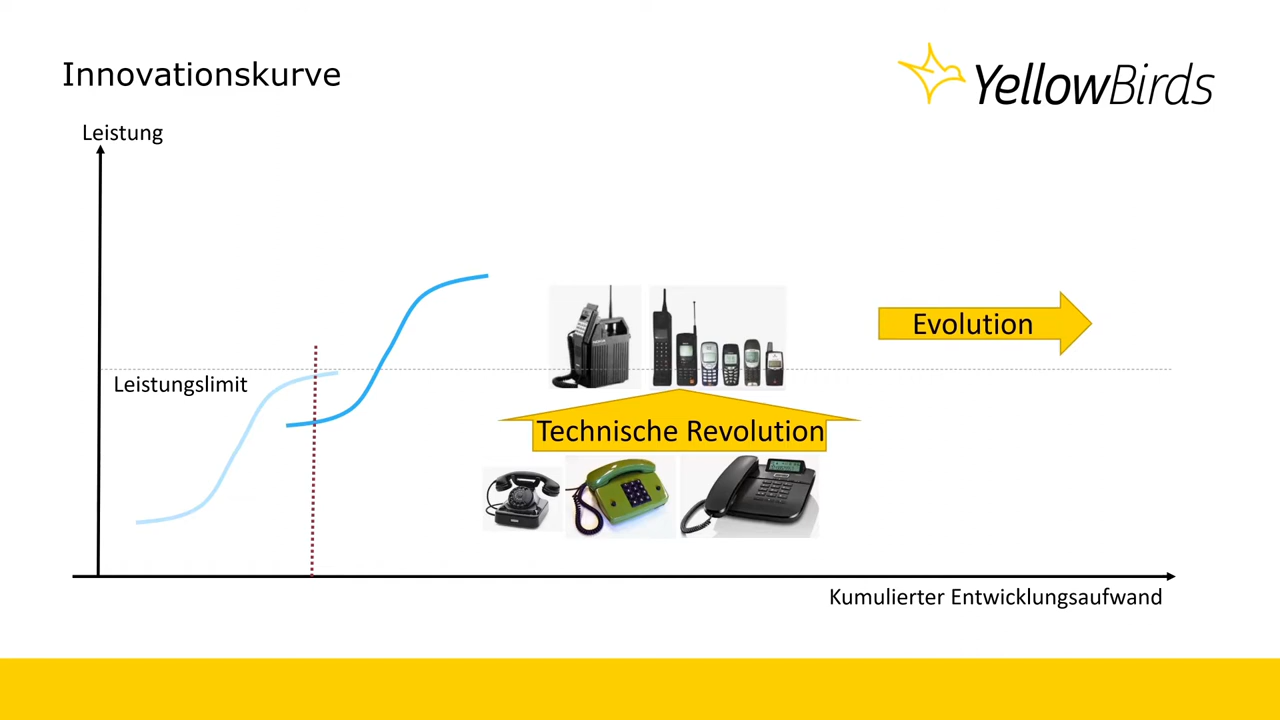 Innovationskurve
YellowBirds
Leistung
Evolution
Leistungslimit
Technische Revolution
Kumulierter Entwicklungsaufwand